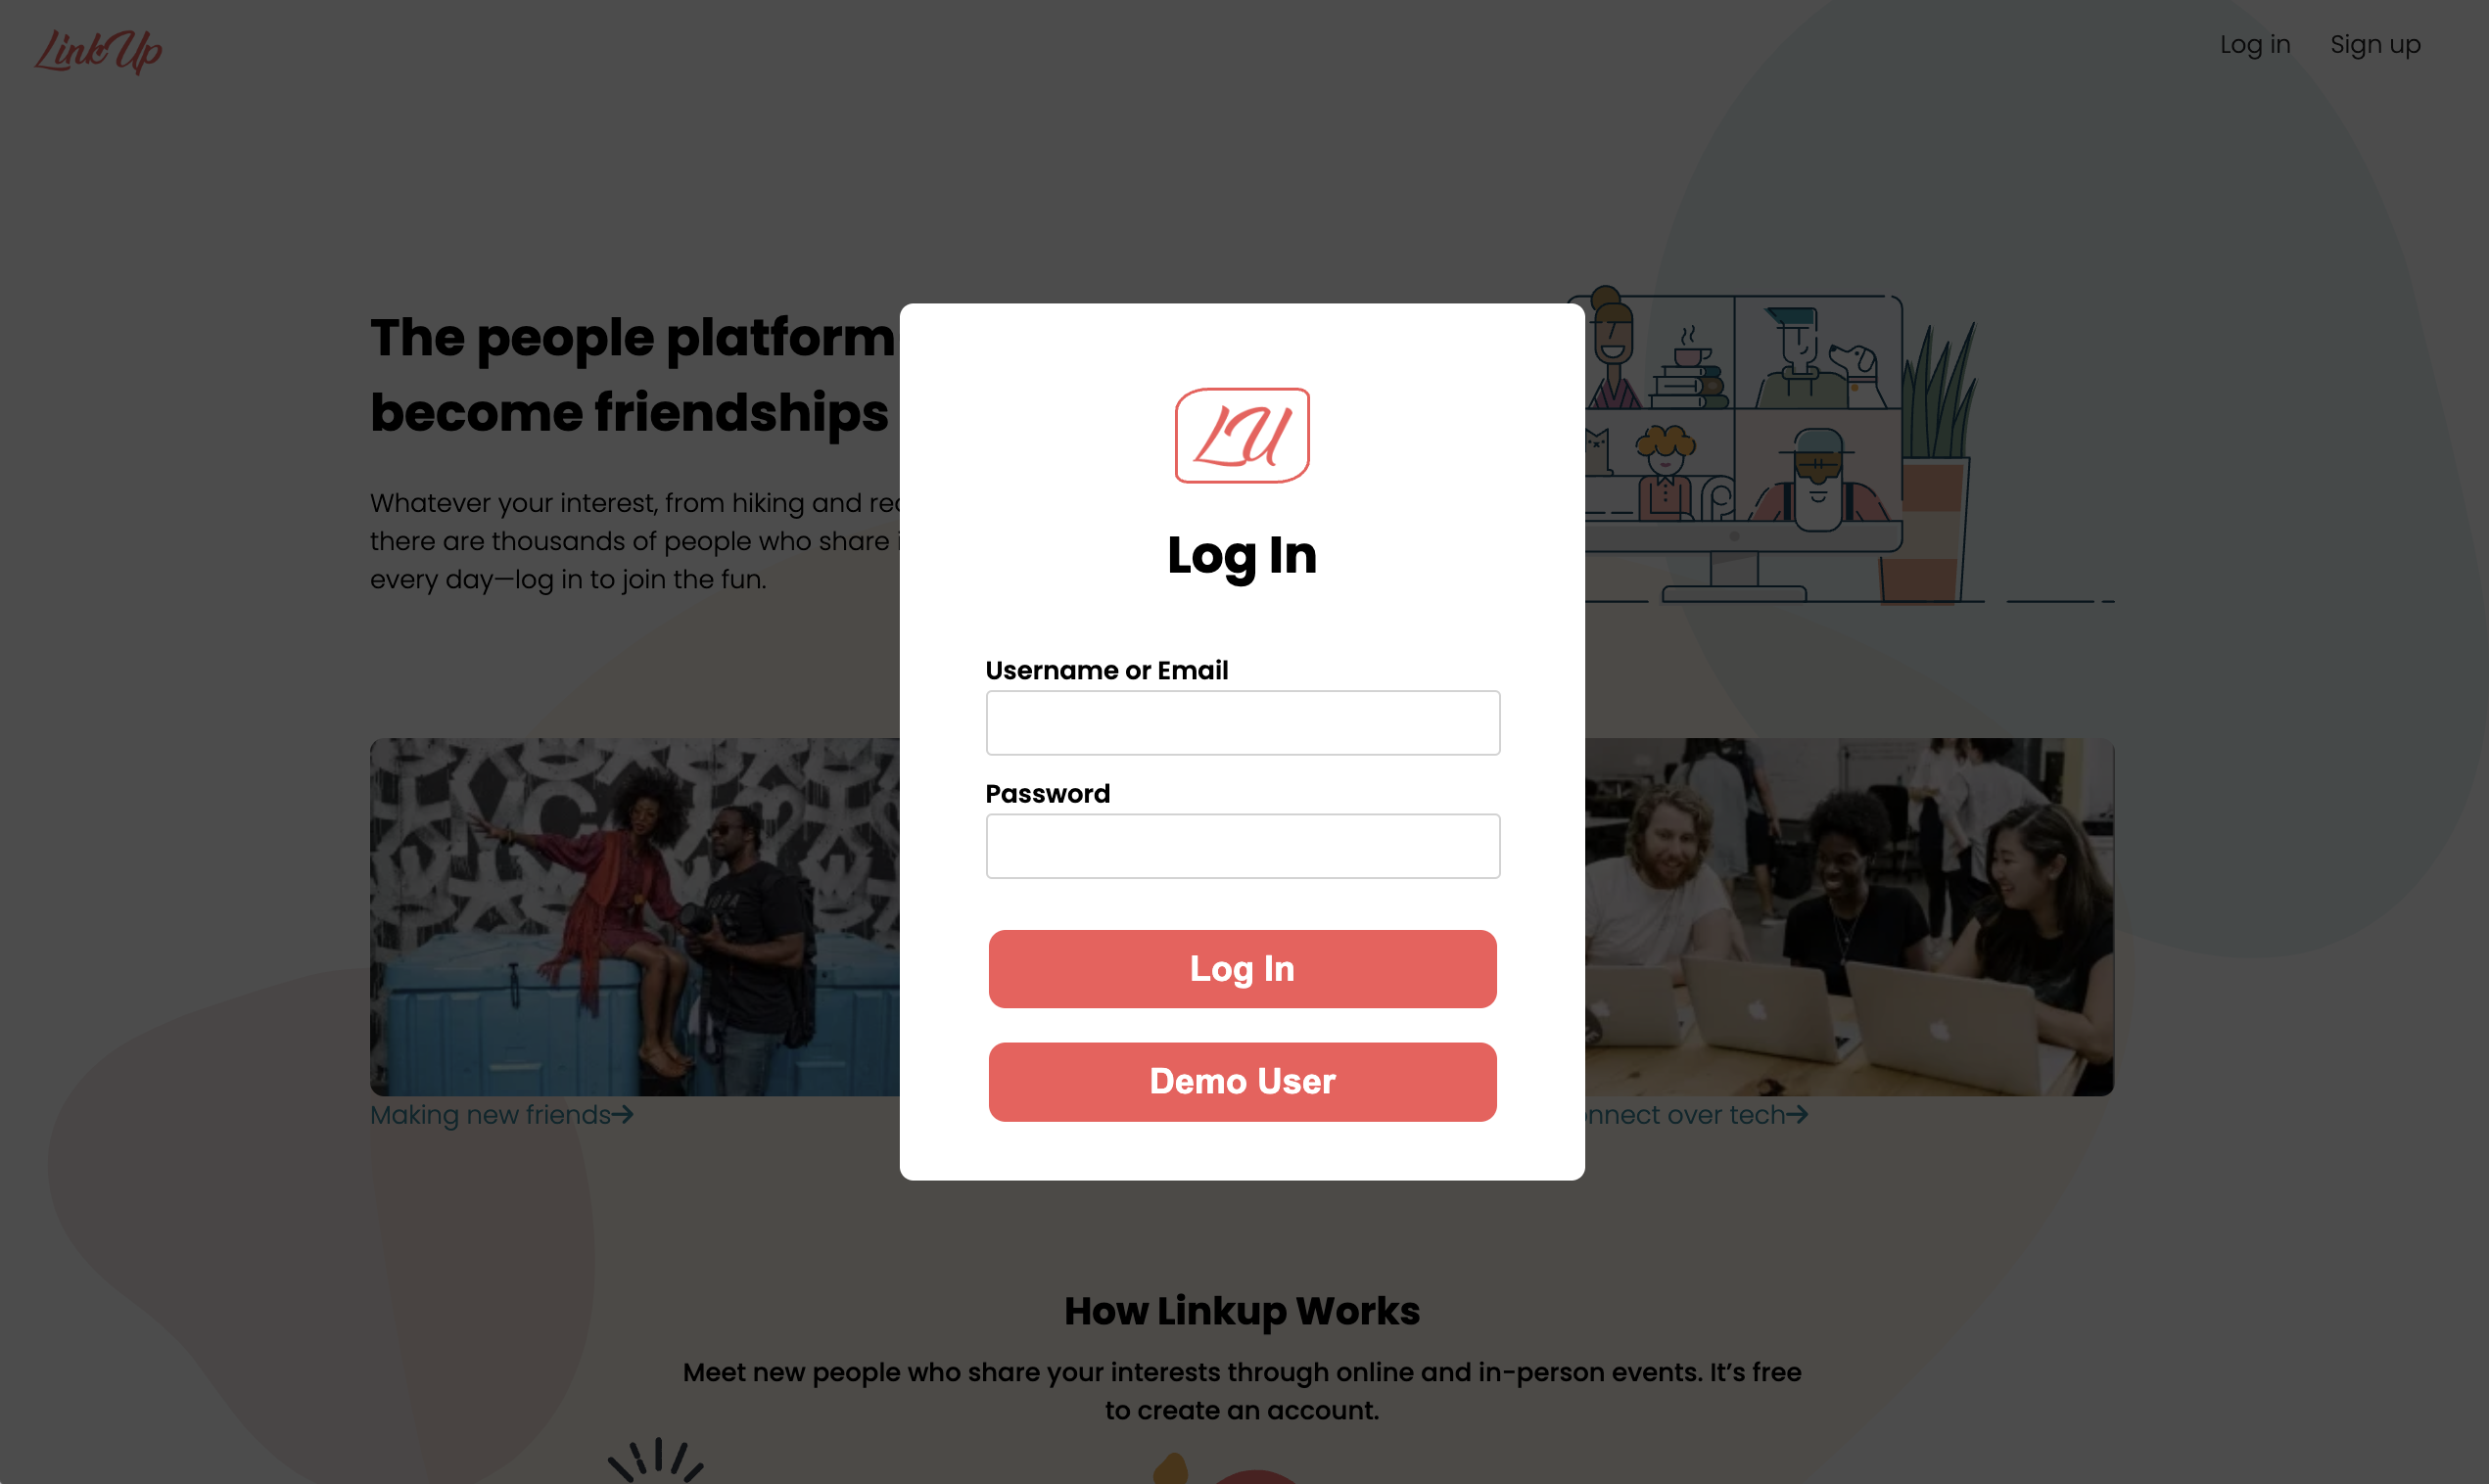 LinkUp
Log in
Sign up
The people platform
become friendships
Whatever your interest, from hiking and
there are thousands of people who share
every day—log in to join the fun.
LU
Log In
Username or Email
Password
Log In
Demo User
Making new friends
over tech
How Linkup Works
Meet new people who share your interests through online and in-person events. It’s free
to create an account.